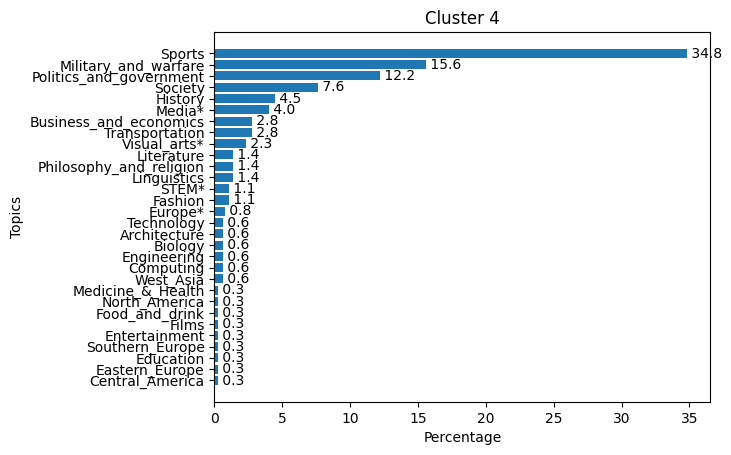 Cluster 4
Topics
Sports 34.8
Military_and_warfare 15.6
Politics_and_government 12.2
Society 7.6
History 4.5
Media* 4.0
Business_and_economics 2.8
Transportation 2.8
Visual_arts* 2.3
Literature 1.4
Philosophy_and_religion 1.4
Linguistics 1.4
STEM* 1.1
Fashion 1.1
Europe* 0.8
Technology 0.6
Architecture 0.6
Biology 0.6
Engineering 0.6
Computing 0.6
West_Asia 0.6
Medicine_&_Health 0.3
North_America 0.3
Food_and_drink 0.3
Films 0.3
Entertainment 0.3
Southern_Europe 0.3
Education 0.3
Eastern_Europe 0.3
Central_America 0.3
0 5 10 15 20 25 30 35
Percentage